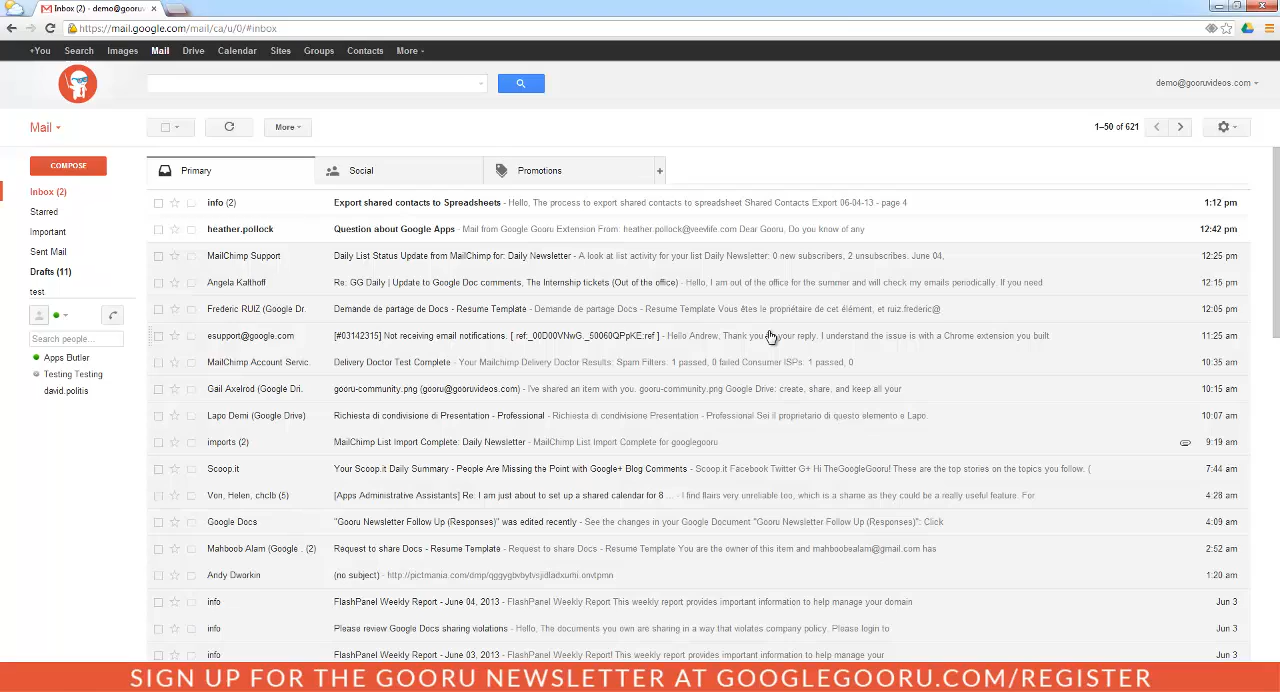 Inbox (2) - demo@gooru
https://mail.google.com/mail/ca/u/0/#inbox
+You Search Images Mail Drive Calendar Sites Groups Contacts More
demo@gooruvideos.com
Mail More 1–50 of 621
COMPOSE Primary Social Promotions +
Inbox (2)
Starred
Important
Sent Mail
Drafts (11)
test
Search people...
Apps Butler
Testing Testing
david.politis
info (2) Export shared contacts to Spreadsheets - Hello, The process to export shared contacts to spreadsheet Shared Contacts Export 06-04-13 - page 4 1:12 pm
heather.pollock Question about Google Apps - Mail from Google Gooru Extension From: heather.pollock@veevlife.com Dear Gooru, Do you know of any 12:42 pm
MailChimp Support Daily List Status Update from MailChimp for: Daily Newsletter - A look at list activity for your list Daily Newsletter: 0 new subscribers, 2 unsubscribes. June 04, 12:25 pm
Angela Kalthoff Re: GG Daily | Update to Google Doc comments, The Internship tickets (Out of the office) - Hello, I am out of the office for the summer and will check my emails periodically. If you need 12:15 pm
Frederic RUIZ (Google Dr. Demande de partage Docs - Resume Template - Demande de partage Docs - Resume Template Vous êtes le propriétaire de cet élément, et ruiz.frederic@ 12:05 pm
esupport@google.com [#03142315] Not receiving email notifications. [ ref:_00D00VNwG._50060QPpKE:ref ] - Hello Andrew, Thank you your reply. I understand the issue is with a Chrome extension you built 11:25 am
MailChimp Account Servic. Delivery Doctor Test Complete - Your Mailchimp Delivery Doctor Results: Spam Filters: 1 passed, 0 failed Consumer ISPs: 1 passed, 0 10:35 am
Gail Axelrod (Google Dri. gooru-community.png (gooru@gooruvideos.com) - I've shared an item with you. gooru-community.png Google Drive: create, share, and keep all your 10:15 am
Lapo Demi (Google Drive) Richiesta di condivisione di Presentation - Professional - Richiesta di condivisione Presentation - Professional Sei il proprietario di questo elemento e Lapo. 10:07 am
imports (2) MailChimp List Import Complete: Daily Newsletter - MailChimp List Import Complete for googlegooru 9:19 am
Scoop.it Your Scoop.it Daily Summary - People Are Missing the Point with Google+ Blog Comments - Scoop.it Facebook Twitter G+ Hi TheGoogleGooru! These are the top stories on the topics you follow. ( 7:44 am
Von, Helen, chclb (5) [Apps Administrative Assistants] Re: I am just about to set up a shared calendar for 8 ... - I find flairs very unreliable too, which is a shame as they could be a really useful feature. For 4:28 am
Google Docs "Gooru Newsletter Follow Up (Responses)" was edited recently - See the changes in your Google Document "Gooru Newsletter Follow Up (Responses)": Click 4:09 am
Mahboob Alam (Google . (2) Request to share Docs - Resume Template - Request to share Docs - Resume Template You are the owner of this item and mahboobealam@gmail.com has 2:52 am
Andy Dworkin (no subject) - http://pictmania.com/dmp/qggygbvbytvsjidladxumi.onvtpmn 1:20 am
info FlashPanel Weekly Report - June 04, 2013 - FlashPanel Weekly Report This weekly report provides important information to help manage your domain Jun 3
info Please review Google Docs sharing violations - Hello, The documents you own are sharing in a way that violates company policy. Please login to Jun 3
info FlashPanel Weekly Report - June 03, 2013 - FlashPanel Weekly Report! This weekly report provides important information to help manage your Jun 3
SIGN UP FOR THE GOORU NEWSLETTER AT GOOGLEGOORU.COM/REGISTER